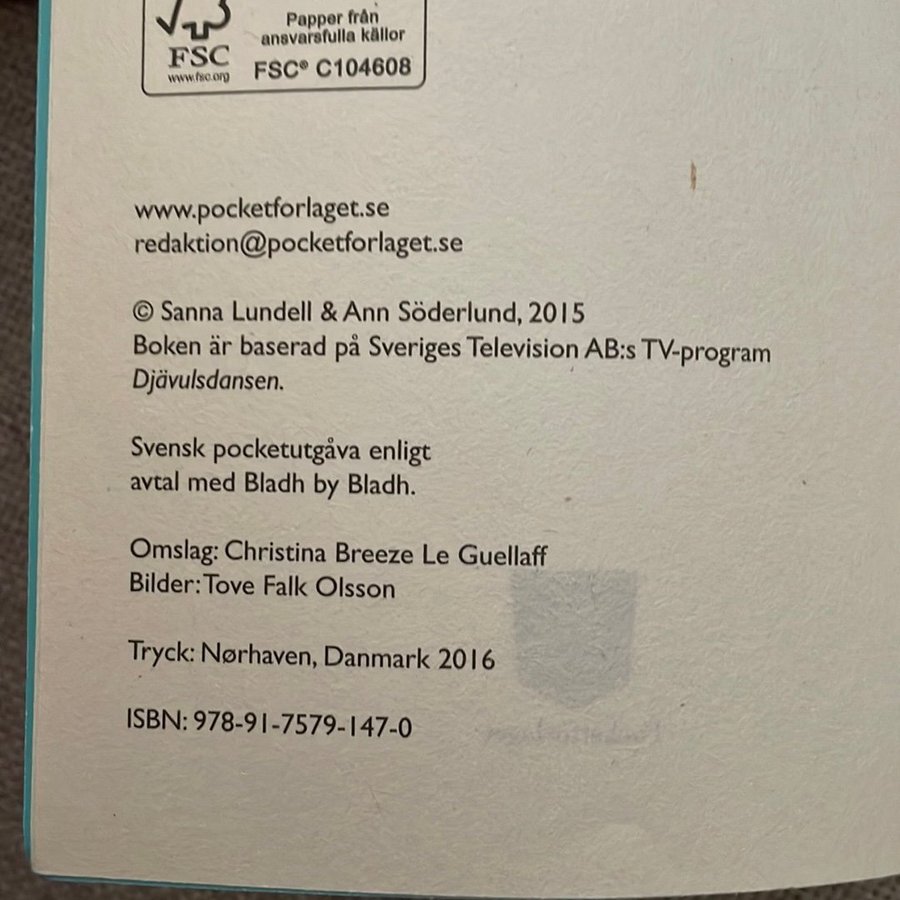 Papper från
ansvarsfulla källor
FSC
www.fsc.org
FSC® C104608
www.pocketforlaget.se
redaktion@pocketforlaget.se
© Sanna Lundell & Ann Söderlund, 2015
Boken är baserad på Sveriges Television AB:s TV-program
Djävulsdansen.
Svensk pocketutgåva enligt
avtal med Bladh by Bladh.
Omslag: Christina Breeze Le Guellaff
Bilder: Tove Falk Olsson
Tryck: Nørhaven, Danmark 2016
ISBN: 978-91-7579-147-0